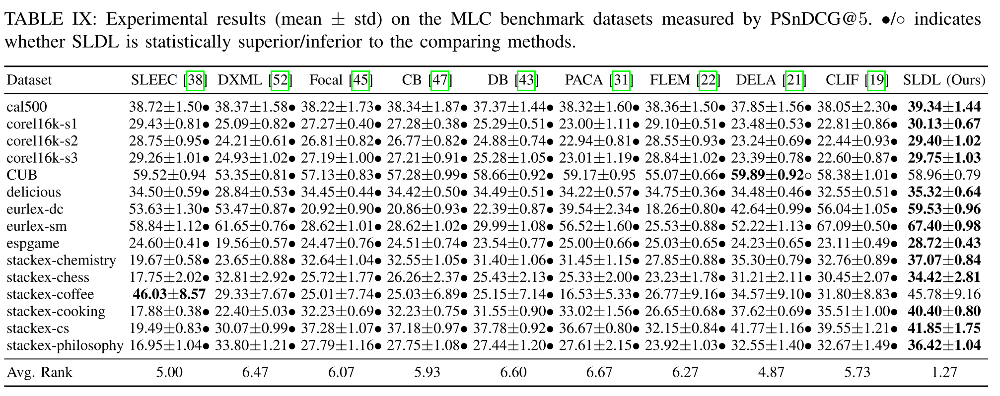 TABLE IX: Experimental results (mean ± std) on the MLC benchmark datasets measured by PSnDCG@5. ●/○ indicates
whether SLDL is statistically superior/inferior to the comparing methods.
Dataset SLEEC [38] DXML [52] Focal [45] CB [47] DB [43] PACA [31] FLEM [22] DELA [21] CLIF [19] SLDL (Ours)
cal500 38.72±1.50● 38.37±1.58● 38.22±1.73● 38.34±1.87● 37.37±1.44● 38.32±1.60● 38.36±1.50● 37.85±1.56● 38.05±2.30● 39.34±1.44
corel16k-s1 29.43±0.81● 25.09±0.82● 27.27±0.40● 27.28±0.38● 25.29±0.51● 23.00±1.11● 29.10±0.51● 23.48±0.53● 22.81±0.86● 30.13±0.67
corel16k-s2 28.75±0.95● 24.21±0.61● 26.81±0.82● 26.77±0.82● 24.88±0.74● 22.94±0.81● 28.55±0.93● 23.24±0.69● 22.44±0.93● 29.40±1.02
corel16k-s3 29.26±1.01● 24.93±1.02● 27.19±1.00● 27.21±0.91● 25.28±1.05● 23.01±1.19● 28.84±1.02● 23.39±0.78● 22.60±0.87● 29.75±1.03
CUB 59.52±0.94 53.35±0.81● 57.13±0.83● 57.28±0.99● 58.66±0.92● 59.17±0.95 55.07±0.66● 59.89±0.92○ 58.38±1.01● 58.96±0.79
delicious 34.50±0.59● 28.84±0.53● 34.45±0.44● 34.42±0.50● 34.49±0.51● 34.22±0.57● 34.75±0.36● 34.48±0.46● 32.55±0.51● 35.32±0.64
eurlex-dc 53.63±1.30● 53.47±0.87● 20.92±0.90● 20.86±0.93● 22.39±0.87● 39.54±2.34● 18.26±0.80● 42.64±0.99● 56.04±1.05● 59.53±0.96
eurlex-sm 58.84±1.12● 61.65±0.76● 28.62±1.01● 28.62±1.02● 29.99±1.08● 56.52±1.60● 25.53±0.88● 52.22±1.13● 67.09±0.50● 67.40±0.98
espgame 24.60±0.41● 19.56±0.57● 24.47±0.76● 24.51±0.74● 23.54±0.77● 25.00±0.66● 25.03±0.65● 24.23±0.65● 23.11±0.49● 28.72±0.43
stackex-chemistry 19.67±0.58● 23.65±0.88● 32.64±1.04● 32.55±1.05● 31.40±1.06● 31.45±1.15● 27.85±0.88● 35.30±0.79● 32.76±0.89● 37.07±0.84
stackex-chess 17.75±2.02● 32.81±2.92● 25.72±1.77● 26.26±2.37● 25.43±2.13● 25.33±2.00● 23.23±1.78● 31.21±2.11● 30.45±2.07● 34.42±2.81
stackex-coffee 46.03±8.57 29.33±7.67● 25.01±7.74● 25.03±6.89● 25.15±7.14● 16.53±5.33● 26.77±9.16● 34.57±9.10● 31.80±8.83● 45.78±9.16
stackex-cooking 17.88±0.38● 22.40±5.03● 32.23±0.69● 32.23±0.75● 31.55±0.90● 33.02±1.56● 26.65±0.68● 37.62±0.69● 35.51±1.00● 40.40±0.80
stackex-cs 19.49±0.83● 30.07±0.99● 37.28±1.07● 37.18±0.97● 37.78±0.92● 36.67±0.80● 32.15±0.84● 41.77±1.16● 39.55±1.21● 41.85±1.75
stackex-philosophy 16.95±1.04● 33.80±1.21● 27.79±1.16● 27.75±1.08● 27.44±1.20● 27.61±2.15● 23.92±1.03● 32.55±1.40● 32.67±1.49● 36.42±1.04
Avg. Rank 5.00 6.47 6.07 5.93 6.60 6.67 6.27 4.87 5.73 1.27